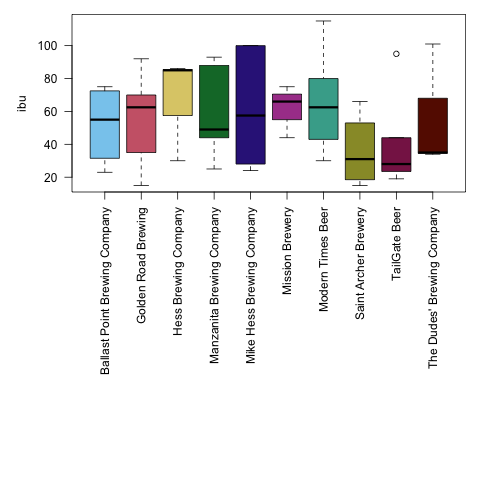 ibu
100
80
60
40
20
Ballast Point Brewing Company
Golden Road Brewing
Hess Brewing Company
Manzanita Brewing Company
Mike Hess Brewing Company
Mission Brewery
Modern Times Beer
Saint Archer Brewery
TailGate Beer
The Dudes' Brewing Company